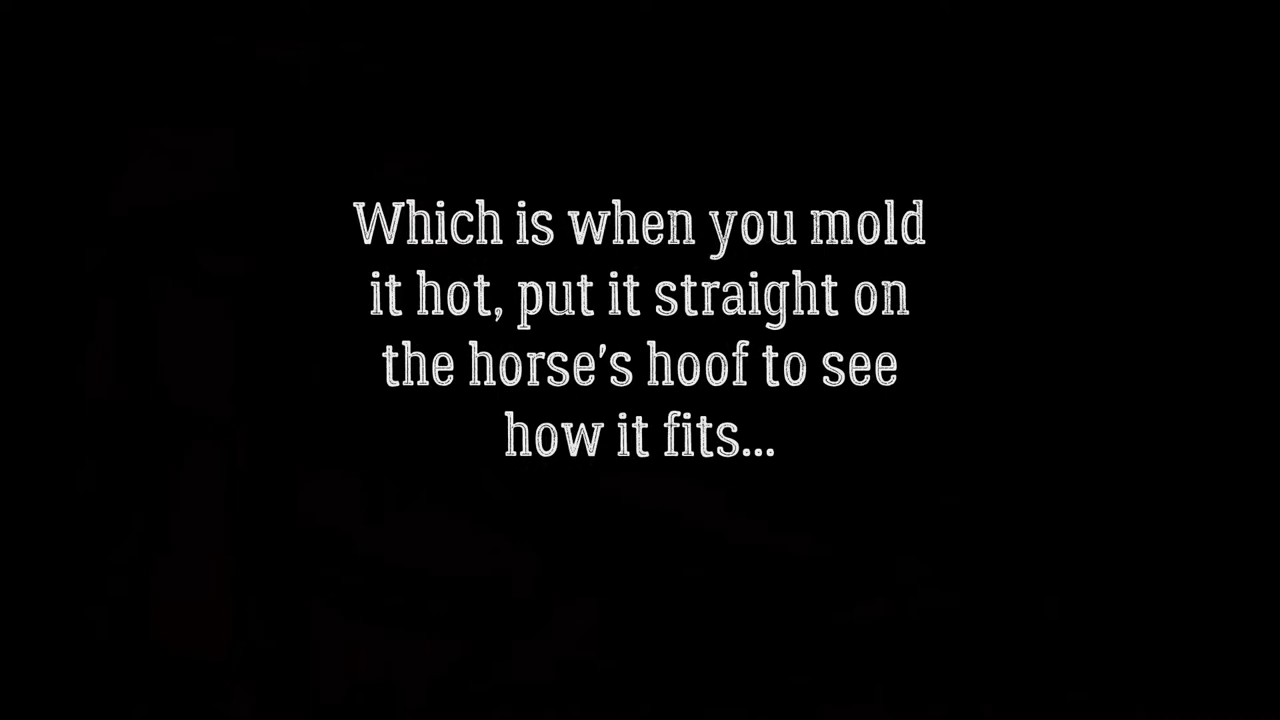 Which is when you mold
it hot, put it straight on
the horse's hoof to see
how it fits...